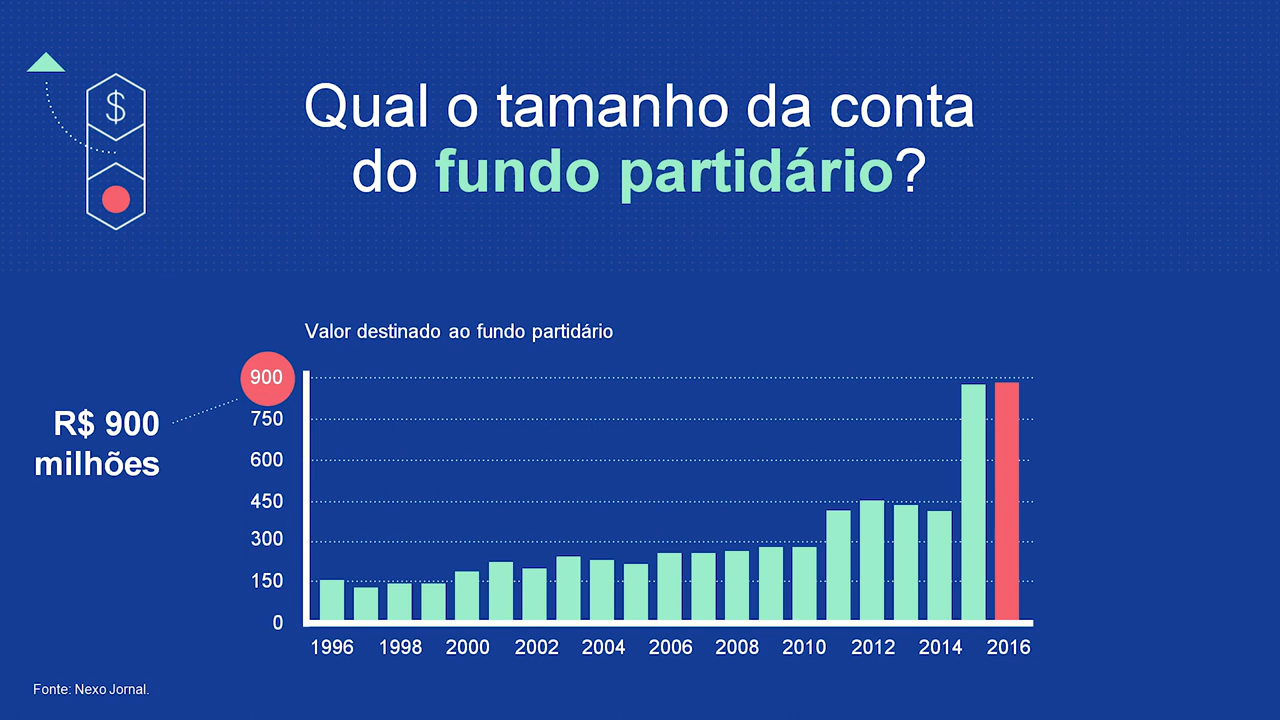 $
Qual o tamanho da conta
do fundo partidário?
Valor destinado ao fundo partidário
R$ 900
milhões
900
750
600
450
300
150
0
1996 1998 2000 2002 2004 2006 2008 2010 2012 2014 2016
Fonte: Nexo Jornal.